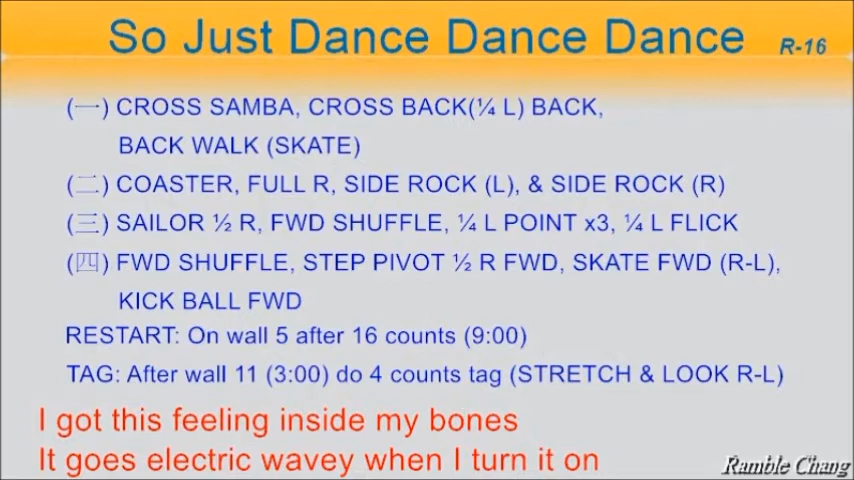 So Just Dance Dance Dance R-16
(一) CROSS SAMBA, CROSS BACK(¼ L) BACK,
BACK WALK (SKATE)
(二) COASTER, FULL R, SIDE ROCK (L), & SIDE ROCK (R)
(三) SAILOR ½ R, FWD SHUFFLE, ¼ L POINT x3, ¼ L FLICK
(四) FWD SHUFFLE, STEP PIVOT ½ R FWD, SKATE FWD (R-L),
KICK BALL FWD
RESTART: On wall 5 after 16 counts (9:00)
TAG: After wall 11 (3:00) do 4 counts tag (STRETCH & LOOK R-L)
I got this feeling inside my bones
It goes electric wavey when I turn it on
Ramble Chang